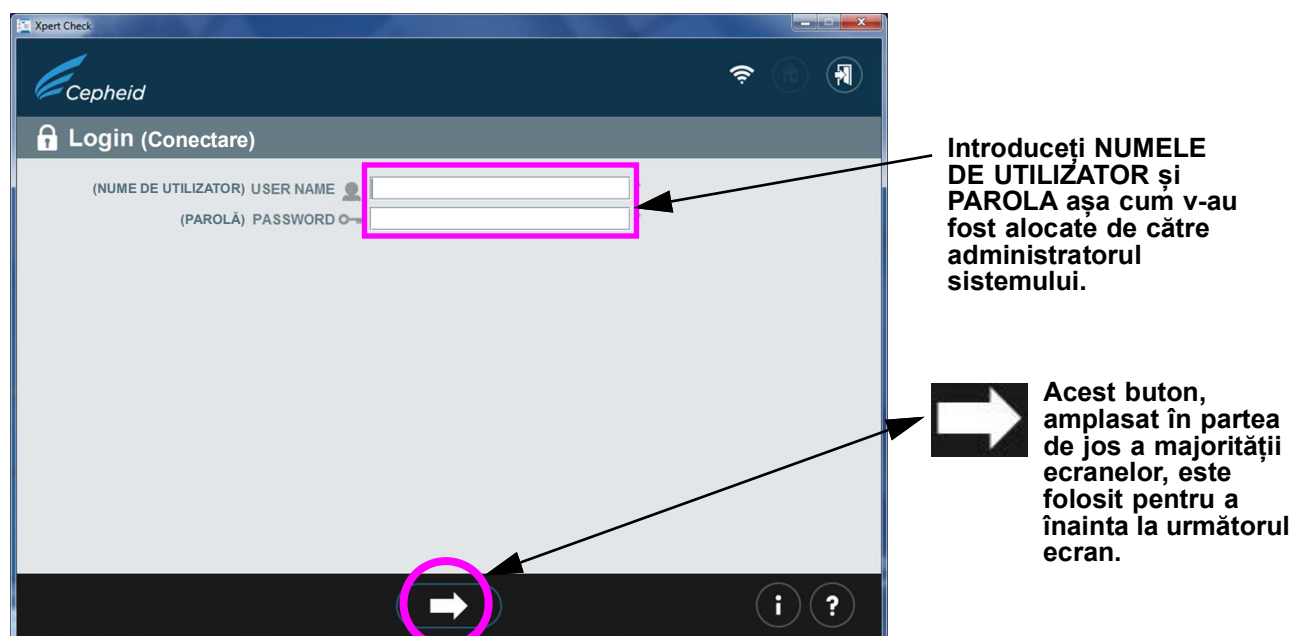 Xpert Check
Cepheid
Login (Conectare)
(NUME DE UTILIZATOR) USER NAME
(PAROLĂ) PASSWORD
Introduceți NUMELE
DE UTILIZATOR și
PAROLA așa cum v-au
fost alocate de către
administratorul
sistemului.
Acest buton,
amplasat în partea
de jos a majorității
ecranelor, este
folosit pentru a
înainta la următorul
ecran.
i ?